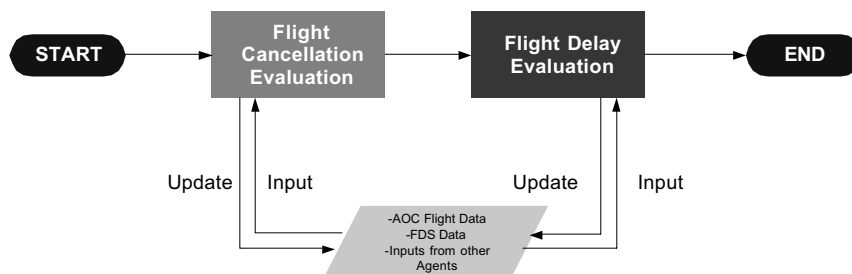 START
Flight
Cancellation
Evaluation
Flight Delay
Evaluation
END
Update
Input
Update
Input
-AOC Flight Data
-FDS Data
-Inputs from other
Agents